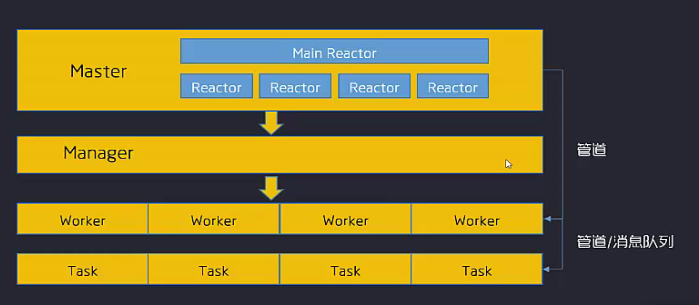 Main Reactor
Master
Reactor Reactor Reactor Reactor
Manager
管道
Worker Worker Worker Worker
管道/消息队列
Task Task Task Task